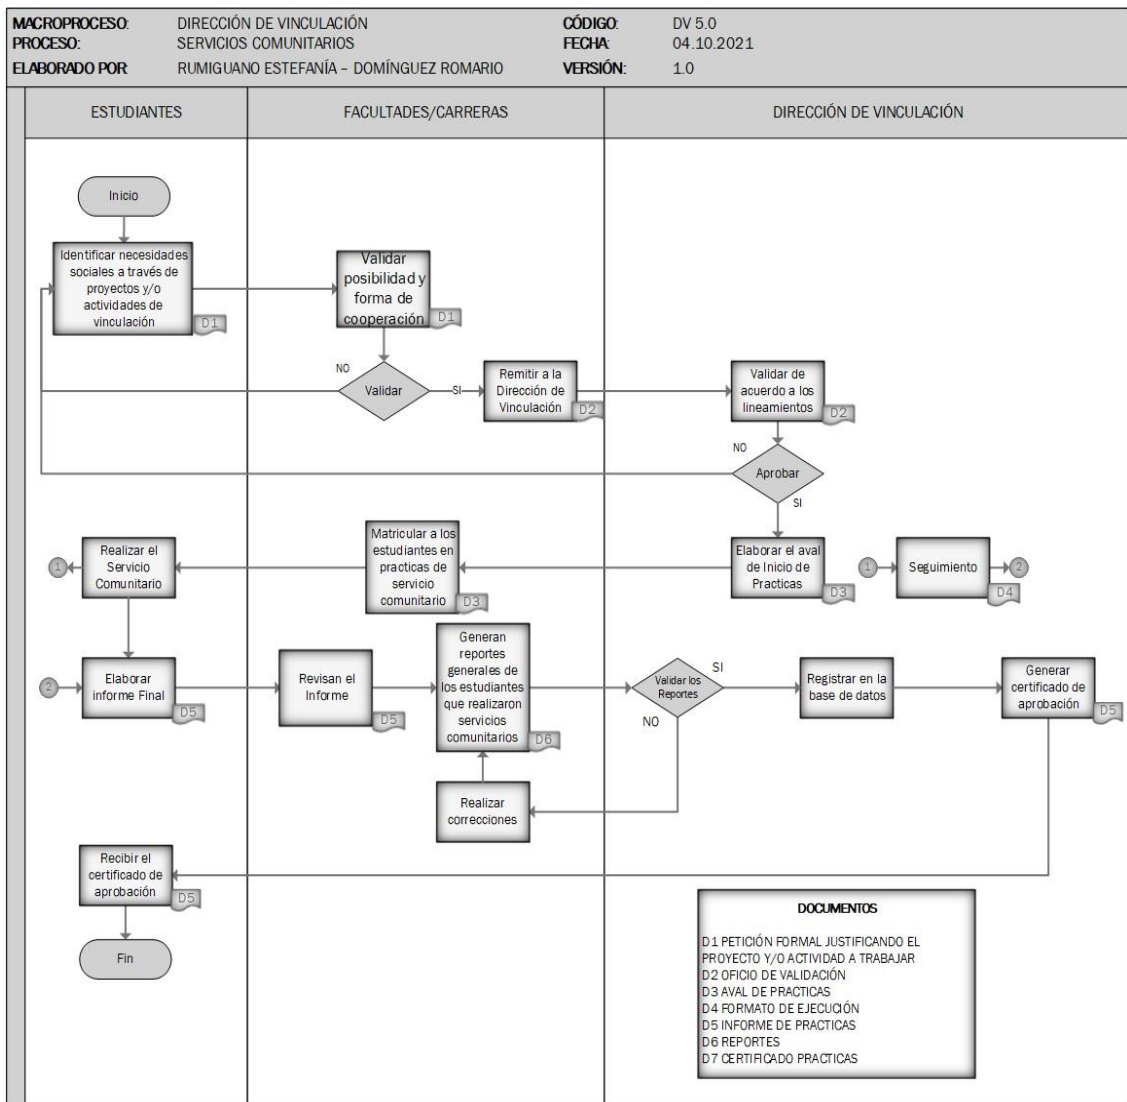 MACROPROCESO: DIRECCIÓN DE VINCULACIÓN CÓDIGO: DV 5.0
PROCESO: SERVICIOS COMUNITARIOS FECHA: 04.10.2021
ELABORADO POR RUMIGUANO ESTEFANÍA – DOMÍNGUEZ ROMARIO VERSIÓN: 1.0
ESTUDIANTES FACULTADES/CARRERAS DIRECCIÓN DE VINCULACIÓN
Inicio
Identificar necesidades
sociales a través de
proyectos y/o
actividades de
vinculación
D1
Validar
posibilidad y
forma de
cooperación
D1
NO
Validar
SI
Remitir a la
Dirección de
Vinculación
D2
Validar de
acuerdo a los
lineamientos
D2
NO
Aprobar
SI
Realizar el
Servicio
Comunitario
1
Matricular a los
estudiantes en
practicas de
servicio
comunitario
D3
Elaborar el aval
de Inicio de
Practicas
D3
1
Seguimiento
2
D4
2
Elaborar
informe Final
D5
Revisan el
Informe
D5
Generan
reportes
generales de
los estudiantes
que realizaron
servicios
comunitarios
D6
Validar los
Reportes
SI
NO
Registrar en la
base de datos
Generar
certificado de
aprobación
D5
Realizar
correcciones
Recibir el
certificado de
aprobación
D5
Fin
DOCUMENTOS
D1 PETICIÓN FORMAL JUSTIFICANDO EL
PROYECTO Y/O ACTIVIDAD A TRABAJAR
D2 OFICIO DE VALIDACIÓN
D3 AVAL DE PRACTICAS
D4 FORMATO DE EJECUCIÓN
D5 INFORME DE PRACTICAS
D6 REPORTES
D7 CERTIFICADO PRACTICAS